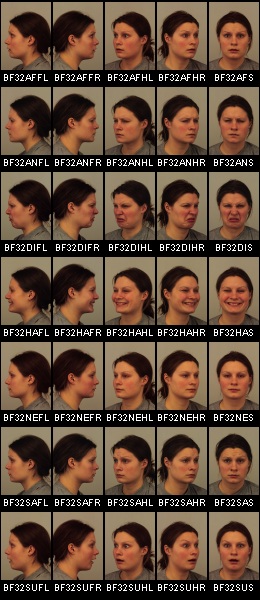 BF32AFFL BF32AFFR BF32AFHL BF32AFHR BF32AFS
BF32ANFL BF32ANFR BF32ANHL BF32ANHR BF32ANS
BF32DIFL BF32DIFR BF32DIHL BF32DIHR BF32DIS
BF32HAFL BF32HAFR BF32HAHL BF32HAHR BF32HAS
BF32NEFL BF32NEFR BF32NEHL BF32NEHR BF32NES
BF32SAFL BF32SAFR BF32SAHL BF32SAHR BF32SAS
BF32SUFL BF32SUFR BF32SUHL BF32SUHR BF32SUS